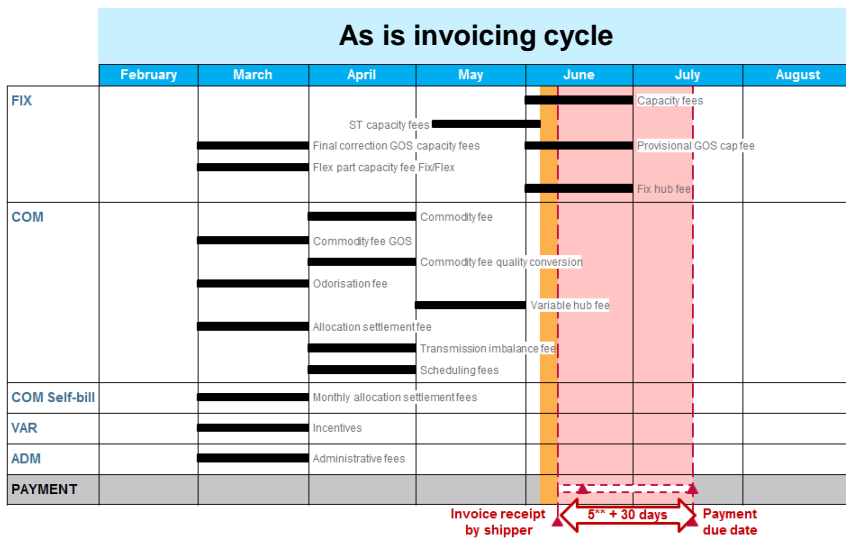 As is invoicing cycle
February March April May June July August
FIX
Capacity fees
ST capacity fees
Final correction GOS capacity fees
Provisional GOS cap fee
Flex part capacity fee Fix/Flex
Fix hub fee
COM
Commodity fee
Commodity fee GOS
Commodity fee quality conversion
Odorisation fee
Variable hub fee
Allocation settlement fee
Transmission imbalance fee
Scheduling fees
COM Self-bill
Monthly allocation settlement fees
VAR
Incentives
ADM
Administrative fees
PAYMENT
Invoice receipt
by shipper
5** + 30 days
Payment
due date